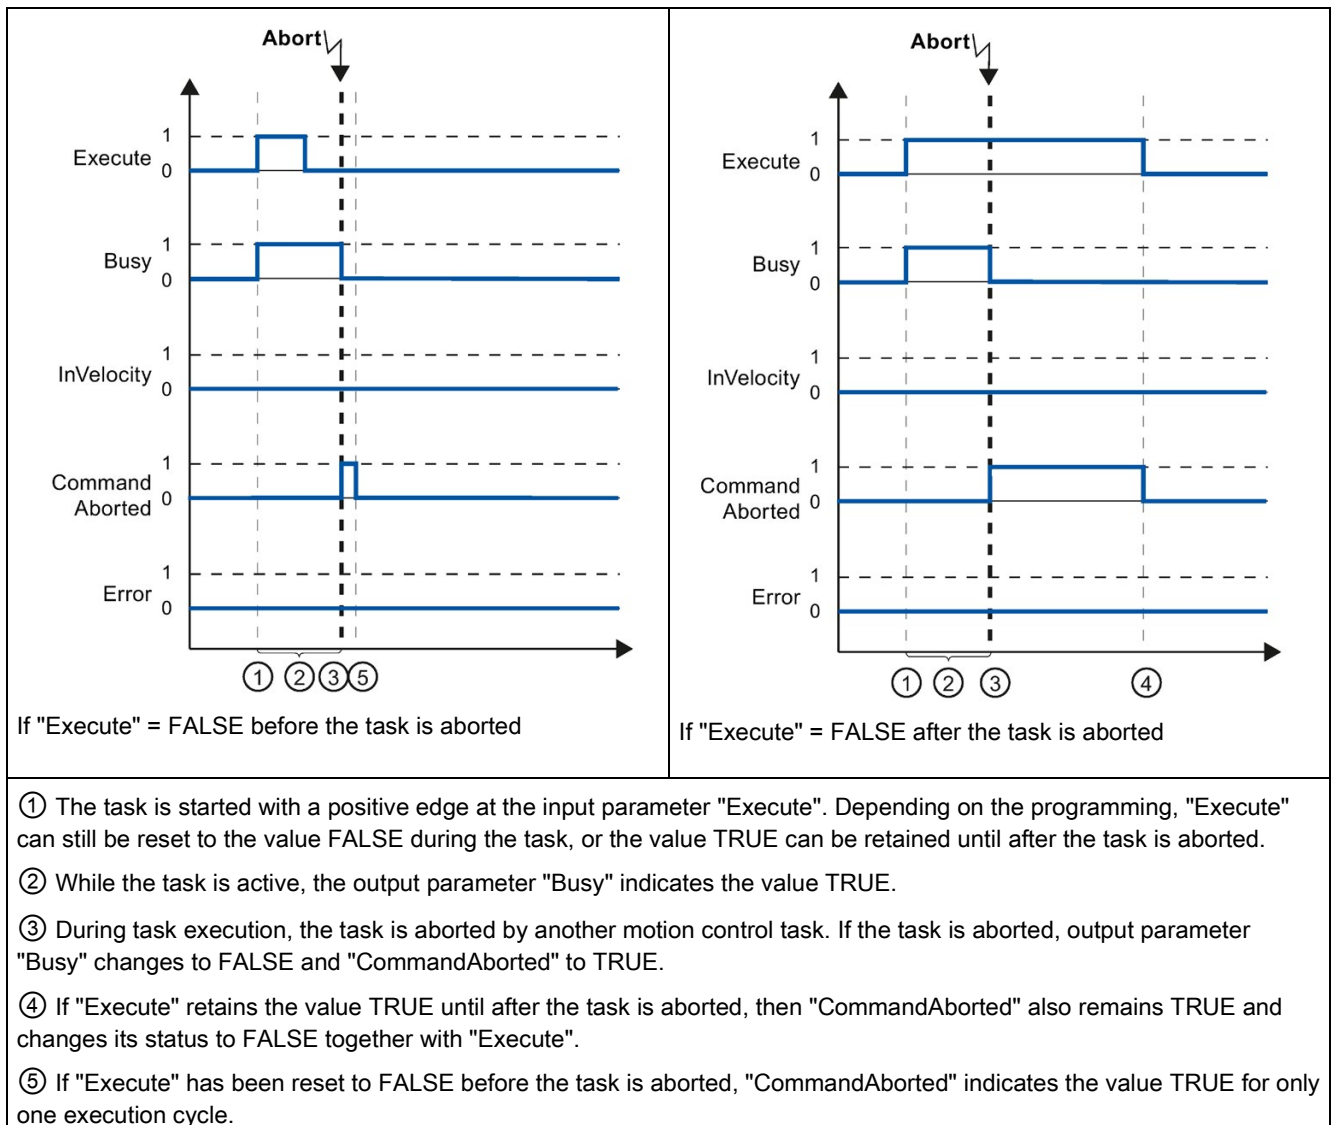 Abort
1
Execute 0
1
Busy 0
1
InVelocity 0
1
Command
Aborted 0
1
Error 0
① ② ③ ⑤
If "Execute" = FALSE before the task is aborted
Abort
1
Execute 0
1
Busy 0
1
InVelocity 0
1
Command
Aborted 0
1
Error 0
① ② ③ ④
If "Execute" = FALSE after the task is aborted
① The task is started with a positive edge at the input parameter "Execute". Depending on the programming, "Execute"
can still be reset to the value FALSE during the task, or the value TRUE can be retained until after the task is aborted.
② While the task is active, the output parameter "Busy" indicates the value TRUE.
③ During task execution, the task is aborted by another motion control task. If the task is aborted, output parameter
"Busy" changes to FALSE and "CommandAborted" to TRUE.
④ If "Execute" retains the value TRUE until after the task is aborted, then "CommandAborted" also remains TRUE and
changes its status to FALSE together with "Execute".
⑤ If "Execute" has been reset to FALSE before the task is aborted, "CommandAborted" indicates the value TRUE for only
one execution cycle.